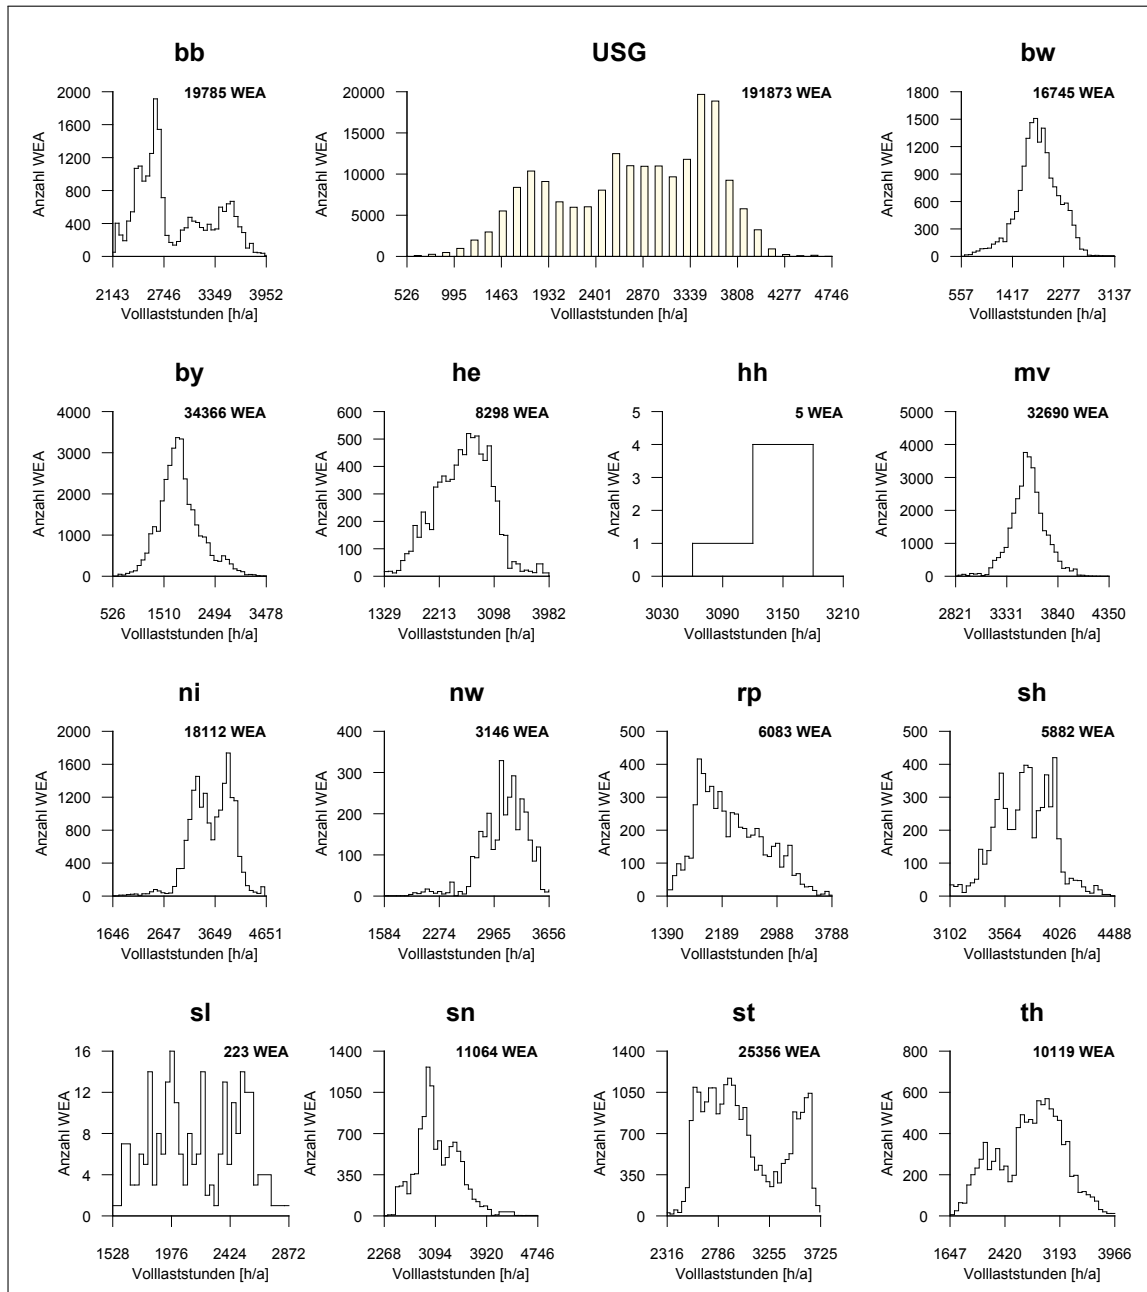 bb
19785 WEA
Anzahl WEA
2000
1600
1200
800
400
0
2143 2746 3349 3952
Volllaststunden [h/a]
USG
191873 WEA
Anzahl WEA
20000
15000
10000
5000
0
526 995 1463 1932 2401 2870 3339 3808 4277 4746
Volllaststunden [h/a]
bw
16745 WEA
Anzahl WEA
1800
1500
1200
900
600
300
0
557 1417 2277 3137
Volllaststunden [h/a]
by
34366 WEA
Anzahl WEA
4000
3000
2000
1000
0
526 1510 2494 3478
Volllaststunden [h/a]
he
8298 WEA
Anzahl WEA
600
500
400
300
200
100
0
1329 2213 3098 3982
Volllaststunden [h/a]
hh
5 WEA
Anzahl WEA
5
4
3
2
1
0
3030 3090 3150 3210
Volllaststunden [h/a]
mv
32690 WEA
Anzahl WEA
5000
4000
3000
2000
1000
0
2821 3331 3840 4350
Volllaststunden [h/a]
ni
18112 WEA
Anzahl WEA
2000
1600
1200
800
400
0
1646 2647 3649 4651
Volllaststunden [h/a]
nw
3146 WEA
Anzahl WEA
400
300
200
100
0
1584 2274 2965 3656
Volllaststunden [h/a]
rp
6083 WEA
Anzahl WEA
500
400
300
200
100
0
1390 2189 2988 3788
Volllaststunden [h/a]
sh
5882 WEA
Anzahl WEA
500
400
300
200
100
0
3102 3564 4026 4488
Volllaststunden [h/a]
sl
223 WEA
Anzahl WEA
16
12
8
4
0
1528 1976 2424 2872
Volllaststunden [h/a]
sn
11064 WEA
Anzahl WEA
1400
1050
700
350
0
2268 3094 3920 4746
Volllaststunden [h/a]
st
25356 WEA
Anzahl WEA
1400
1050
700
350
0
2316 2786 3255 3725
Volllaststunden [h/a]
th
10119 WEA
Anzahl WEA
800
600
400
200
0
1647 2420 3193 3966
Volllaststunden [h/a]